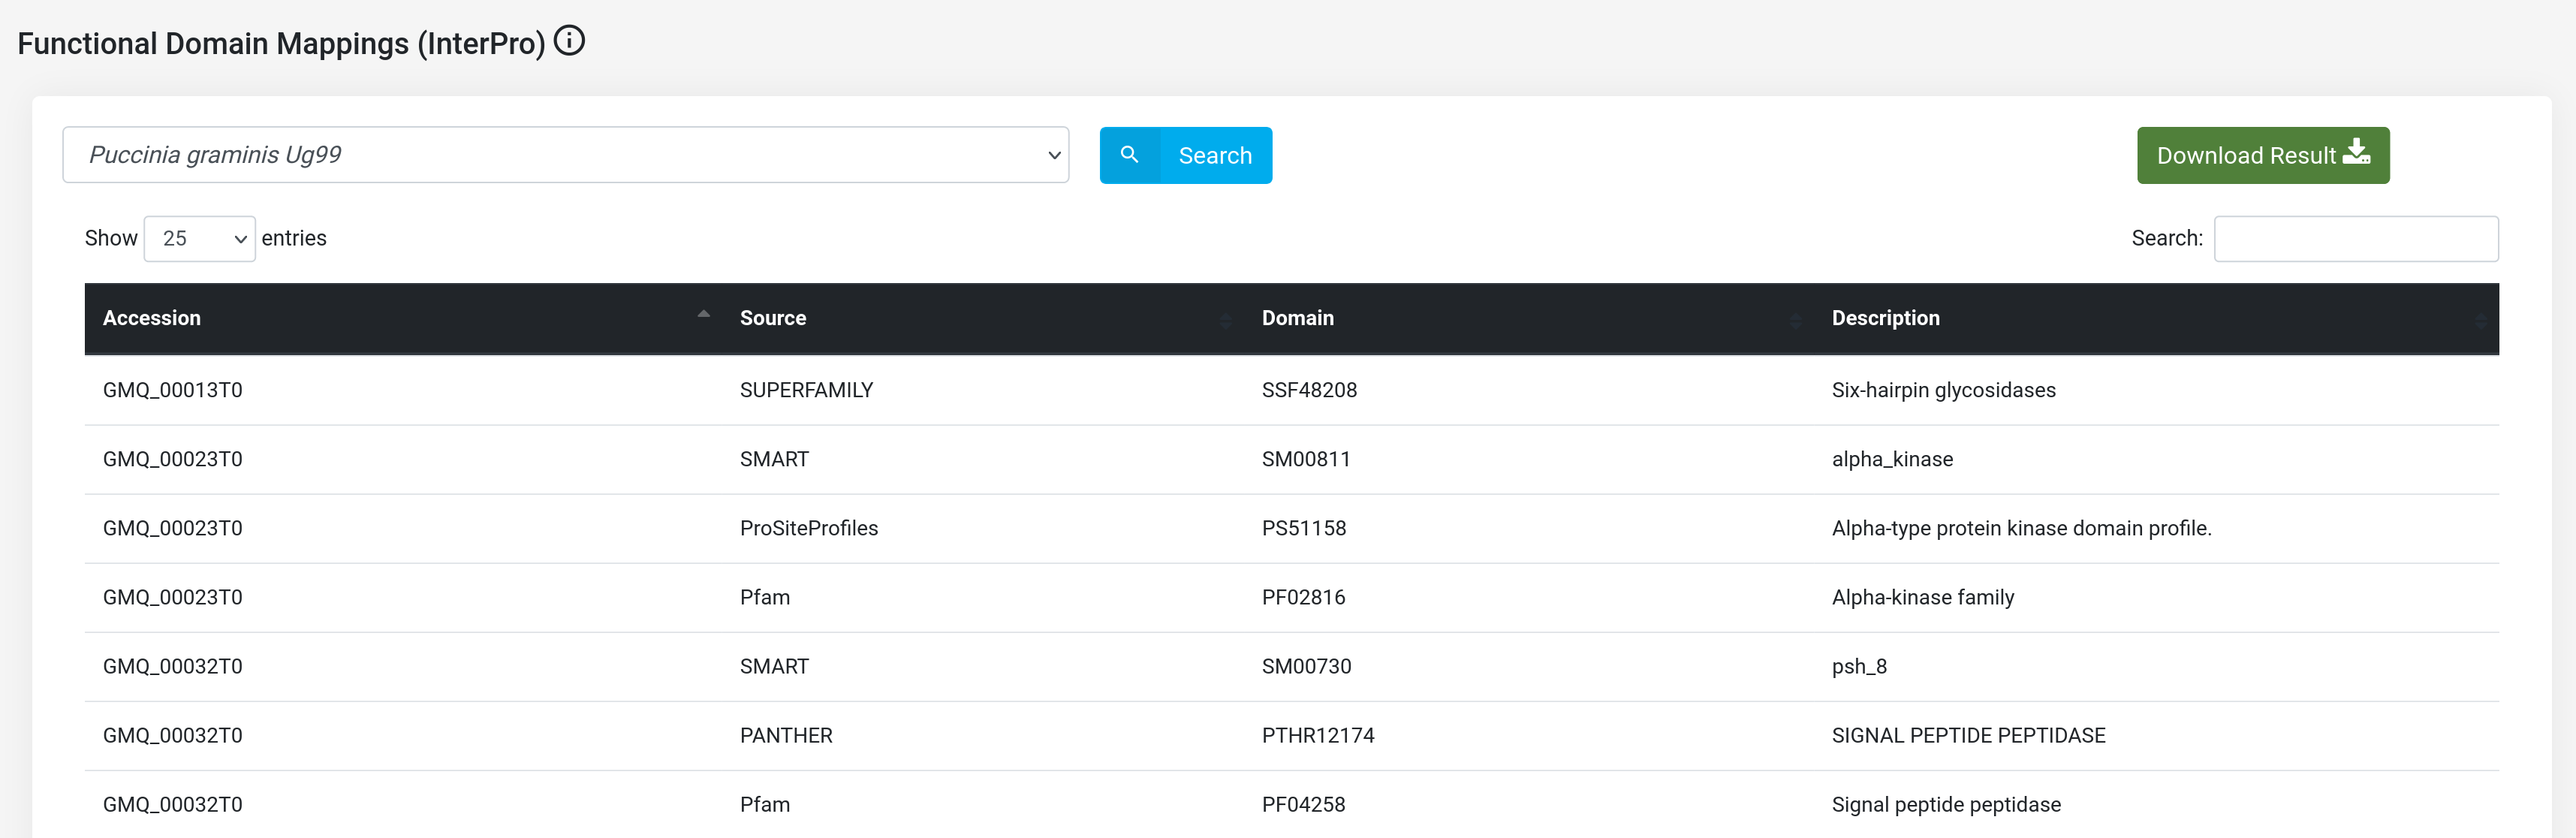 Functional Domain Mappings (InterPro)
Puccinia graminis Ug99
Search
Download Result
Show 25 entries
Search:
Accession Source Domain Description
GMQ_00013T0 SUPERFAMILY SSF48208 Six-hairpin glycosidases
GMQ_00023T0 SMART SM00811 alpha_kinase
GMQ_00023T0 ProSiteProfiles PS51158 Alpha-type protein kinase domain profile.
GMQ_00023T0 Pfam PF02816 Alpha-kinase family
GMQ_00032T0 SMART SM00730 psh_8
GMQ_00032T0 PANTHER PTHR12174 SIGNAL PEPTIDE PEPTIDASE
GMQ_00032T0 Pfam PF04258 Signal peptide peptidase